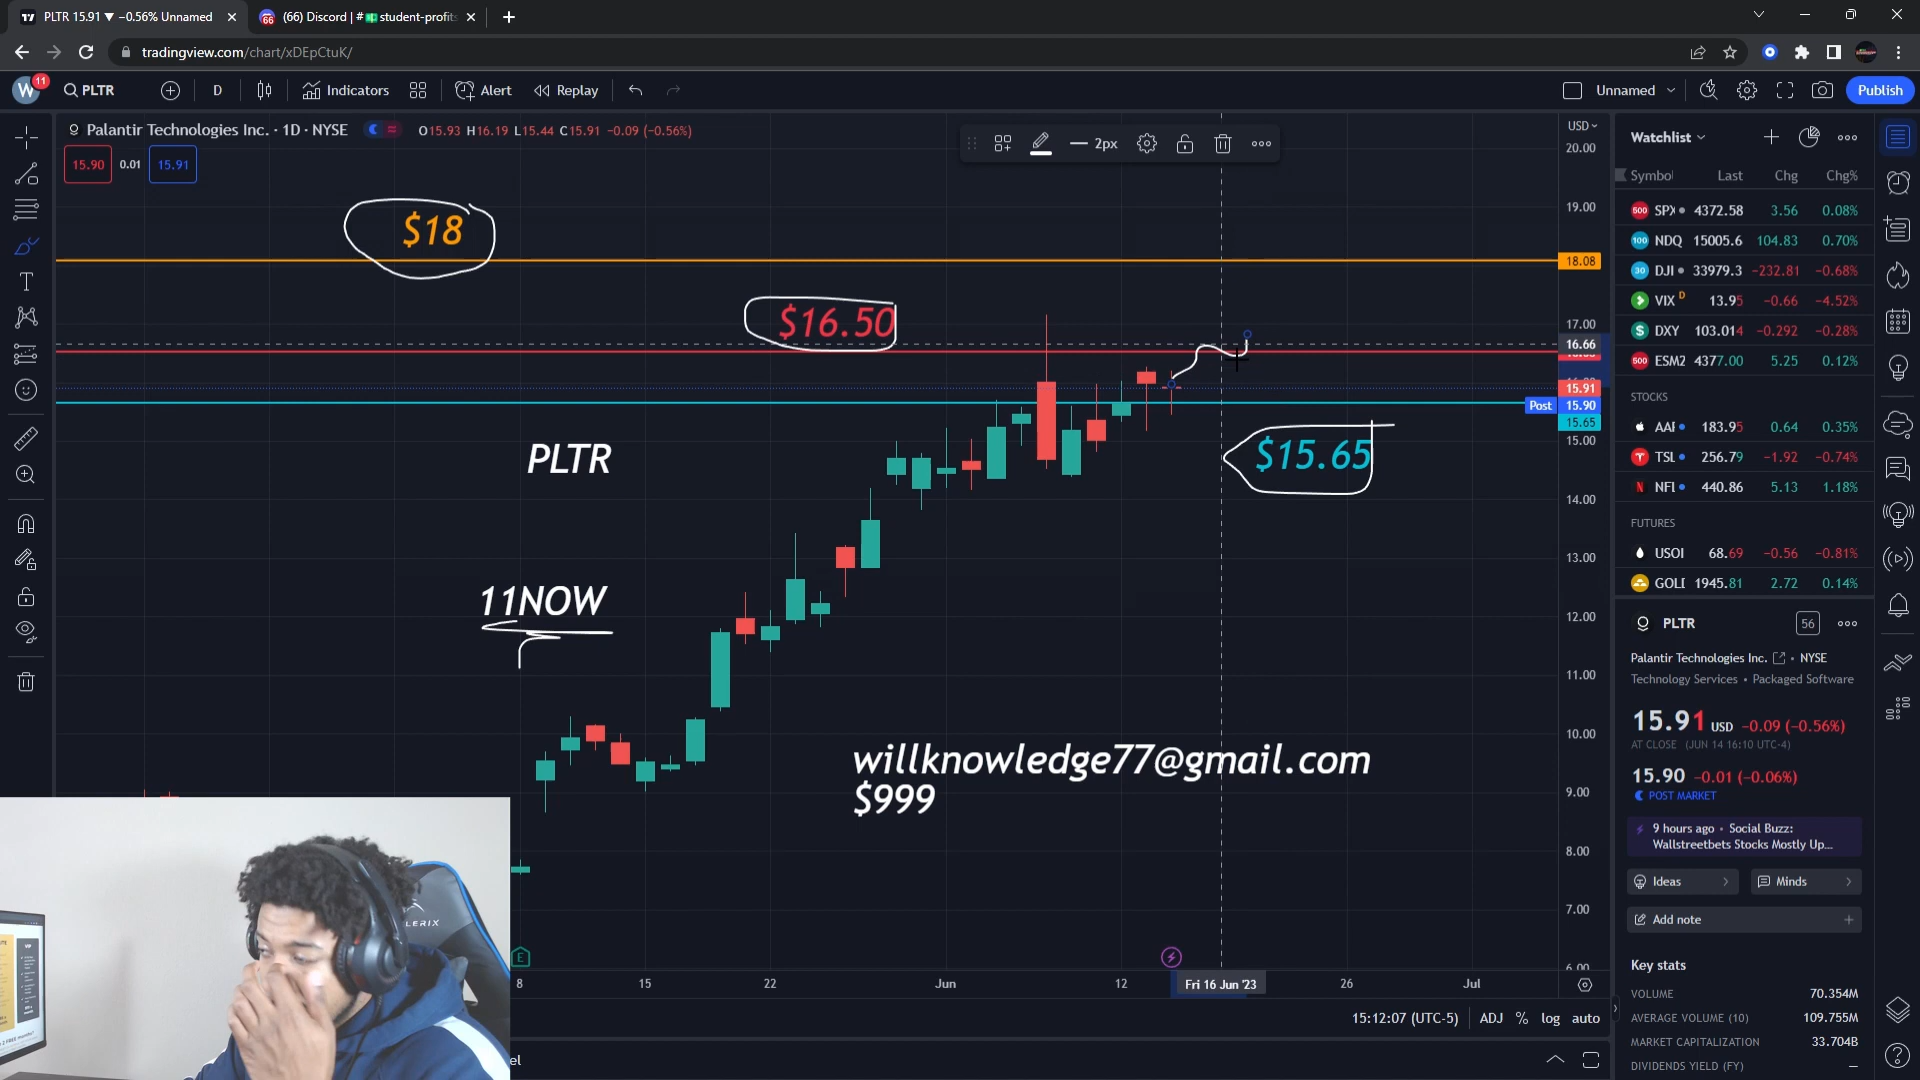 PLTR 15.91 ▼ −0.56% Unnamed
(66) Discord | # student-profits
tradingview.com/chart/xDEpCtuK/
11
PLTR
D
Indicators
Alert
Replay
Unnamed
Publish
Palantir Technologies Inc. · 1D · NYSE
O15.93 H16.19 L15.44 C15.91 −0.09 (−0.56%)
15.90
0.01
15.91
2px
$18
$16.50
$15.65
PLTR
11NOW
willknowledge77@gmail.com
$999
USD
20.00
19.00
18.08
17.00
16.66
15.91
Post 15.90
15.65
15.00
14.00
13.00
12.00
11.00
10.00
9.00
8.00
7.00
6.00
8
15
22
Jun
12
Fri 16 Jun '23
26
Jul
15:12:07 (UTC-5)
ADJ
%
log
auto
Watchlist
Symbol Last Chg Chg%
SPX 4372.58 3.56 0.08%
NDQ 15005.6 104.83 0.70%
DJI 33979.3 −232.81 −0.68%
VIX D 13.95 −0.66 −4.52%
DXY 103.014 −0.292 −0.28%
ESM2 4377.00 5.25 0.12%
STOCKS
AAF 183.95 0.64 0.35%
TSL 256.79 −1.92 −0.74%
NFL 440.86 5.13 1.18%
FUTURES
USOI 68.69 −0.56 −0.81%
GOLD 1945.81 2.72 0.14%
PLTR
56
Palantir Technologies Inc. • NYSE
Technology Services • Packaged Software
15.91 USD −0.09 (−0.56%)
AT CLOSE (JUN 14 16:10 UTC-4)
15.90 −0.01 (−0.06%)
POST MARKET
9 hours ago • Social Buzz:
Wallstreetbets Stocks Mostly Up...
Ideas
Minds
Add note
Key stats
VOLUME 70.354M
AVERAGE VOLUME (10) 109.755M
MARKET CAPITALIZATION 33.704B
DIVIDENDS YIELD (FY) —